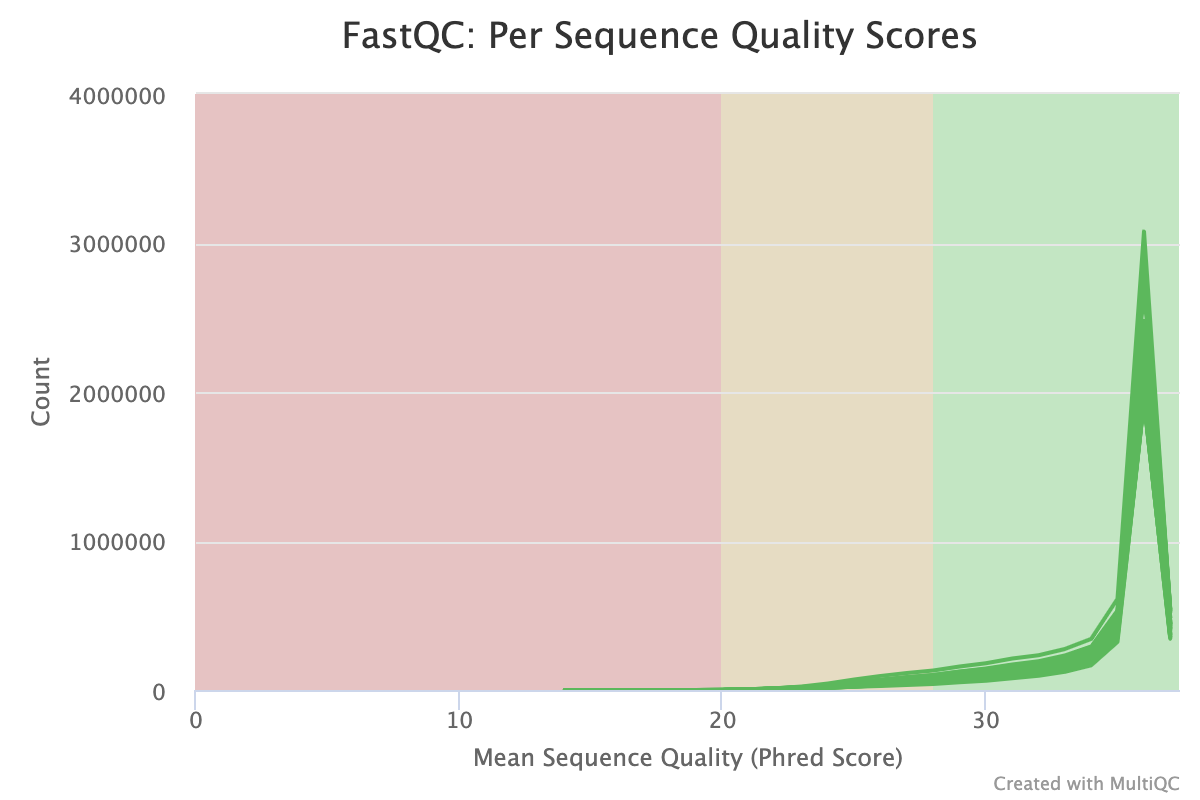 FastQC: Per Sequence Quality Scores
4000000
3000000
2000000
1000000
0
Count
0 10 20 30
Mean Sequence Quality (Phred Score)
Created with MultiQC